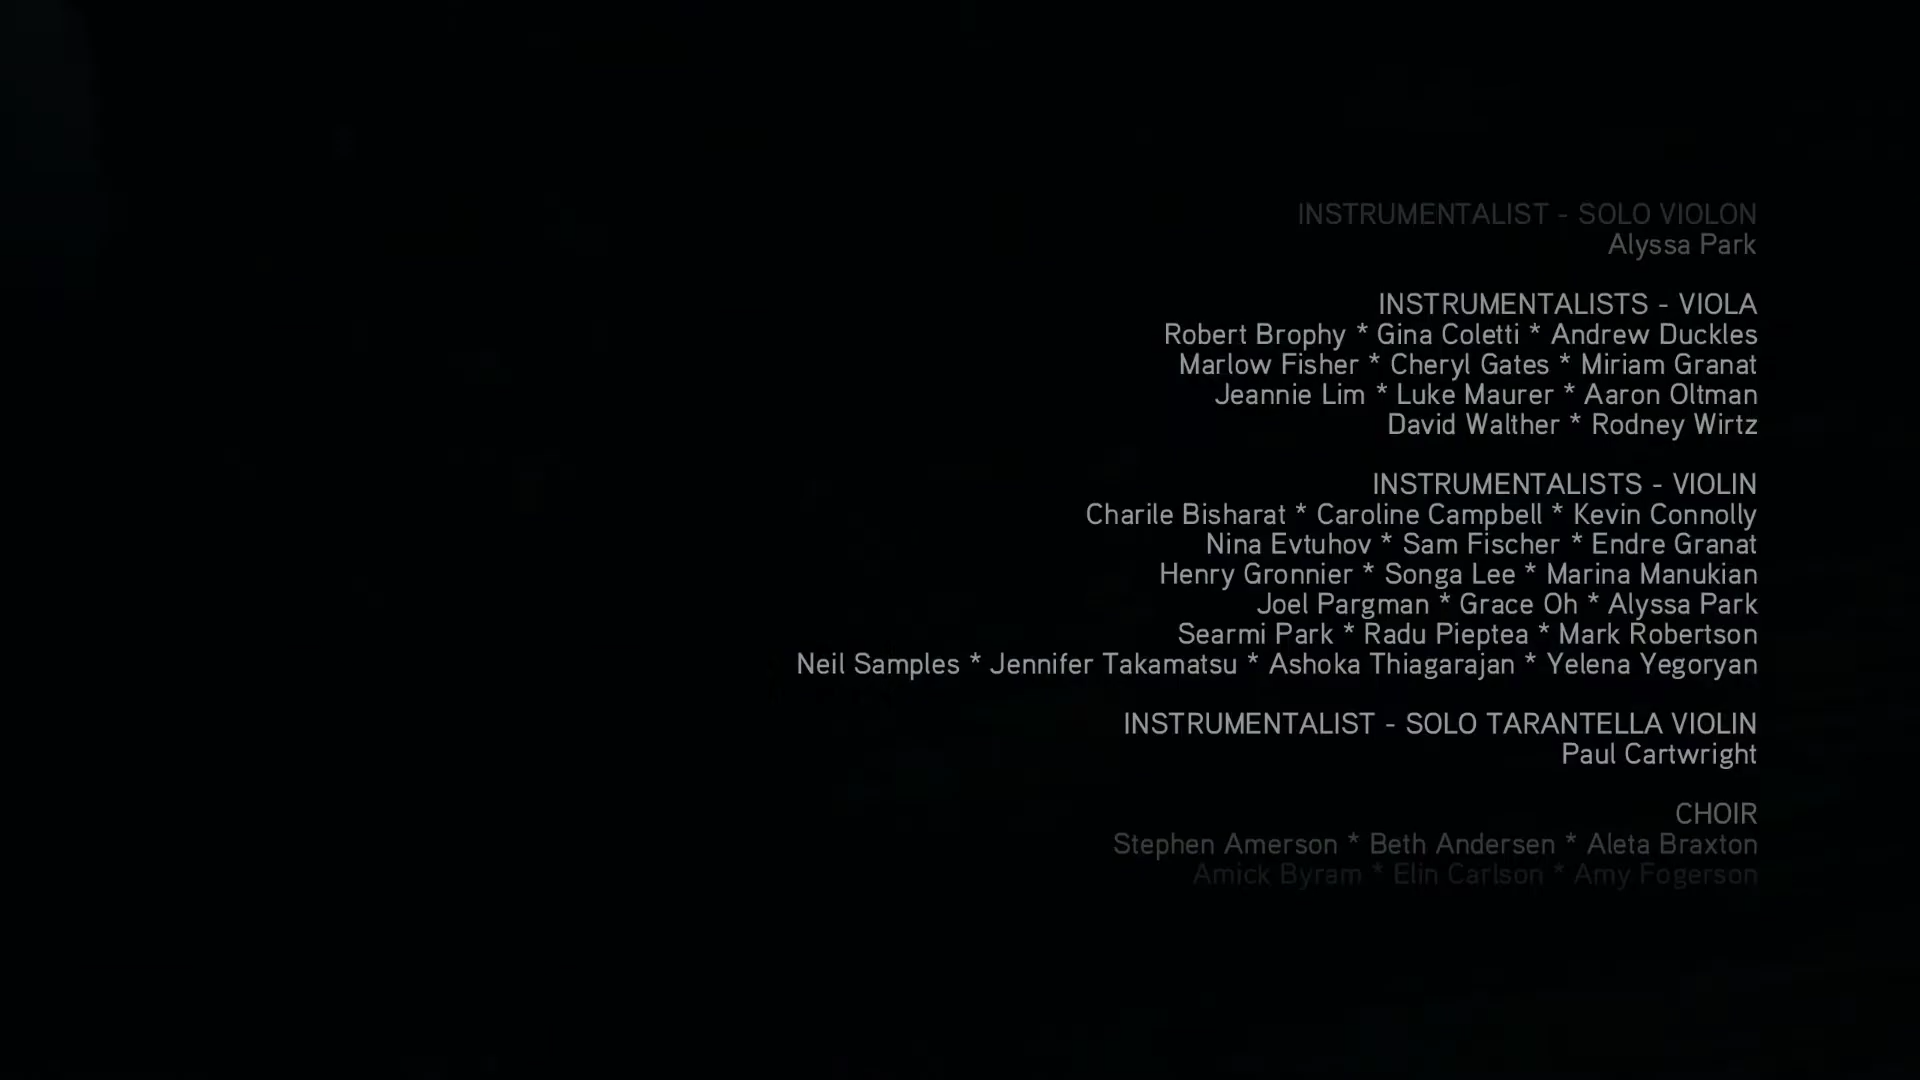 INSTRUMENTALIST - SOLO VIOLON
Alyssa Park
INSTRUMENTALISTS - VIOLA
Robert Brophy * Gina Coletti * Andrew Duckles
Marlow Fisher * Cheryl Gates * Miriam Granat
Jeannie Lim * Luke Maurer * Aaron Oltman
David Walther * Rodney Wirtz
INSTRUMENTALISTS - VIOLIN
Charile Bisharat * Caroline Campbell * Kevin Connolly
Nina Evtuhov * Sam Fischer * Endre Granat
Henry Gronnier * Songa Lee * Marina Manukian
Joel Pargman * Grace Oh * Alyssa Park
Searmi Park * Radu Pieptea * Mark Robertson
Neil Samples * Jennifer Takamatsu * Ashoka Thiagarajan * Yelena Yegoryan
INSTRUMENTALIST - SOLO TARANTELLA VIOLIN
Paul Cartwright
CHOIR
Stephen Amerson * Beth Andersen * Aleta Braxton
Amick Byram * Elin Carlson * Amy Fogerson